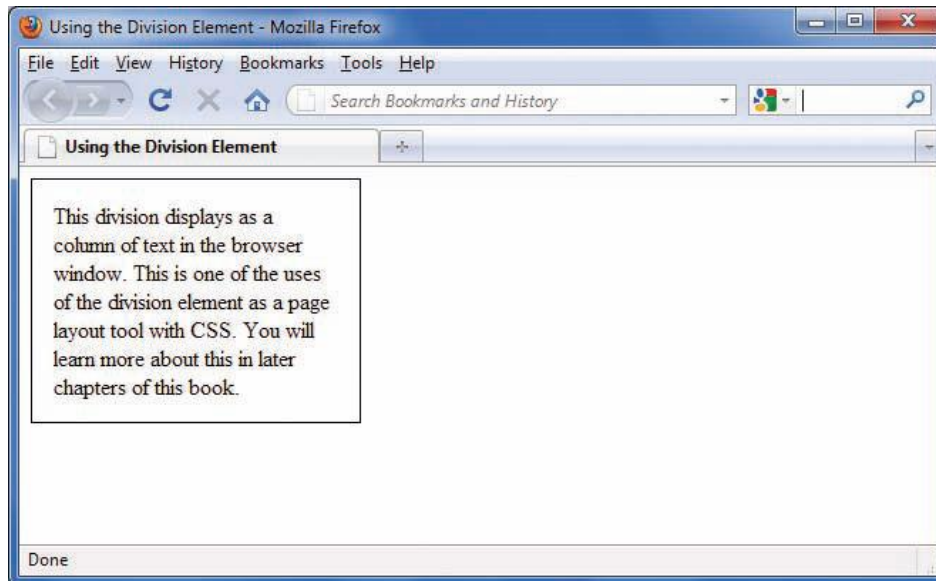 Using the Division Element - Mozilla Firefox
File Edit View History Bookmarks Tools Help
Search Bookmarks and History
Using the Division Element
This division displays as a
column of text in the browser
window. This is one of the uses
of the division element as a page
layout tool with CSS. You will
learn more about this in later
chapters of this book.
Done